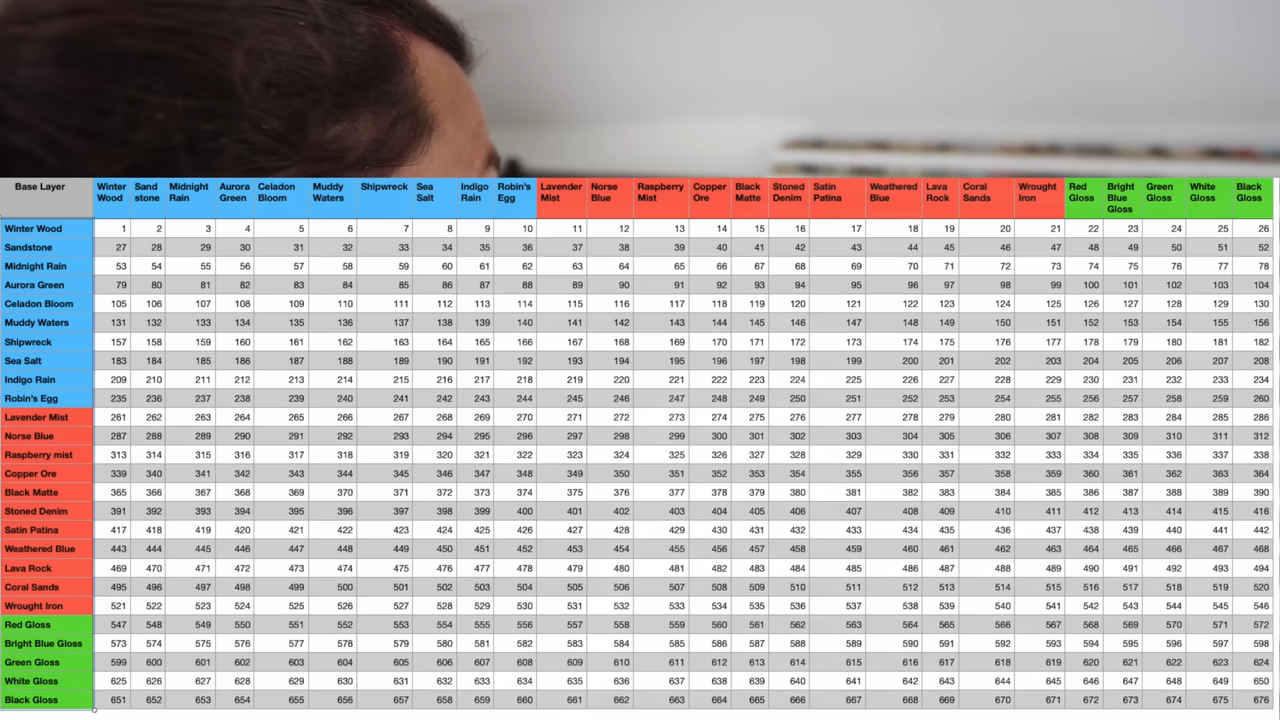 Base Layer Winter Wood Sand stone Midnight Rain Aurora Green Celadon Bloom Muddy Waters Shipwreck Sea Salt Indigo Rain Robin's Egg Lavender Mist Norse Blue Raspberry Mist Copper Ore Black Matte Stoned Denim Satin Patina Weathered Blue Lava Rock Coral Sands Wrought Iron Red Gloss Bright Blue Gloss Green Gloss White Gloss Black Gloss
Winter Wood 1 2 3 4 5 6 7 8 9 10 11 12 13 14 15 16 17 18 19 20 21 22 23 24 25 26
Sandstone 27 28 29 30 31 32 33 34 35 36 37 38 39 40 41 42 43 44 45 46 47 48 49 50 51 52
Midnight Rain 53 54 55 56 57 58 59 60 61 62 63 64 65 66 67 68 69 70 71 72 73 74 75 76 77 78
Aurora Green 79 80 81 82 83 84 85 86 87 88 89 90 91 92 93 94 95 96 97 98 99 100 101 102 103 104
Celadon Bloom 105 106 107 108 109 110 111 112 113 114 115 116 117 118 119 120 121 122 123 124 125 126 127 128 129 130
Muddy Waters 131 132 133 134 135 136 137 138 139 140 141 142 143 144 145 146 147 148 149 150 151 152 153 154 155 156
Shipwreck 157 158 159 160 161 162 163 164 165 166 167 168 169 170 171 172 173 174 175 176 177 178 179 180 181 182
Sea Salt 183 184 185 186 187 188 189 190 191 192 193 194 195 196 197 198 199 200 201 202 203 204 205 206 207 208
Indigo Rain 209 210 211 212 213 214 215 216 217 218 219 220 221 222 223 224 225 226 227 228 229 230 231 232 233 234
Robin's Egg 235 236 237 238 239 240 241 242 243 244 245 246 247 248 249 250 251 252 253 254 255 256 257 258 259 260
Lavender Mist 261 262 263 264 265 266 267 268 269 270 271 272 273 274 275 276 277 278 279 280 281 282 283 284 285 286
Norse Blue 287 288 289 290 291 292 293 294 295 296 297 298 299 300 301 302 303 304 305 306 307 308 309 310 311 312
Raspberry mist 313 314 315 316 317 318 319 320 321 322 323 324 325 326 327 328 329 330 331 332 333 334 335 336 337 338
Copper Ore 339 340 341 342 343 344 345 346 347 348 349 350 351 352 353 354 355 356 357 358 359 360 361 362 363 364
Black Matte 365 366 367 368 369 370 371 372 373 374 375 376 377 378 379 380 381 382 383 384 385 386 387 388 389 390
Stoned Denim 391 392 393 394 395 396 397 398 399 400 401 402 403 404 405 406 407 408 409 410 411 412 413 414 415 416
Satin Patina 417 418 419 420 421 422 423 424 425 426 427 428 429 430 431 432 433 434 435 436 437 438 439 440 441 442
Weathered Blue 443 444 445 446 447 448 449 450 451 452 453 454 455 456 457 458 459 460 461 462 463 464 465 466 467 468
Lava Rock 469 470 471 472 473 474 475 476 477 478 479 480 481 482 483 484 485 486 487 488 489 490 491 492 493 494
Coral Sands 495 496 497 498 499 500 501 502 503 504 505 506 507 508 509 510 511 512 513 514 515 516 517 518 519 520
Wrought Iron 521 522 523 524 525 526 527 528 529 530 531 532 533 534 535 536 537 538 539 540 541 542 543 544 545 546
Red Gloss 547 548 549 550 551 552 553 554 555 556 557 558 559 560 561 562 563 564 565 566 567 568 569 570 571 572
Bright Blue Gloss 573 574 575 576 577 578 579 580 581 582 583 584 585 586 587 588 589 590 591 592 593 594 595 596 597 598
Green Gloss 599 600 601 602 603 604 605 606 607 608 609 610 611 612 613 614 615 616 617 618 619 620 621 622 623 624
White Gloss 625 626 627 628 629 630 631 632 633 634 635 636 637 638 639 640 641 642 643 644 645 646 647 648 649 650
Black Gloss 651 652 653 654 655 656 657 658 659 660 661 662 663 664 665 666 667 668 669 670 671 672 673 674 675 676